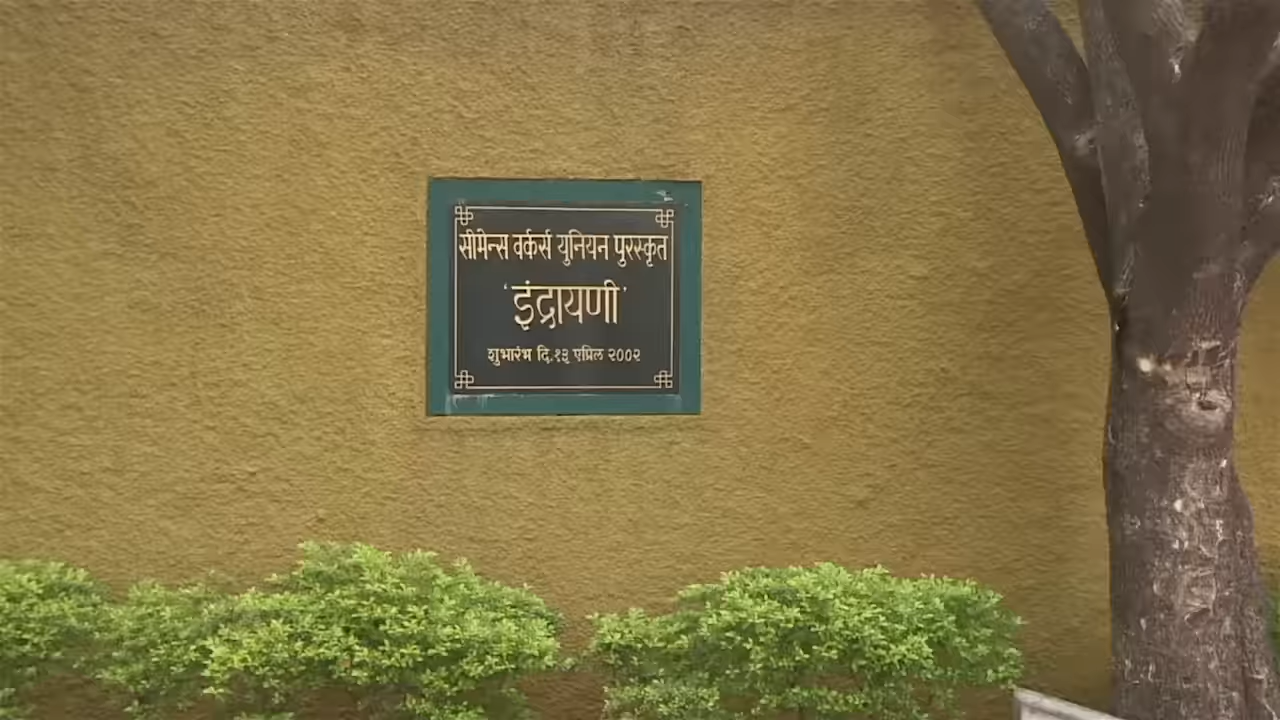 सीमेन्स वर्कर्स युनियन पुरस्कृत
'इंद्रायणी'
शुभारंभ दि.१३ एप्रिल २००२